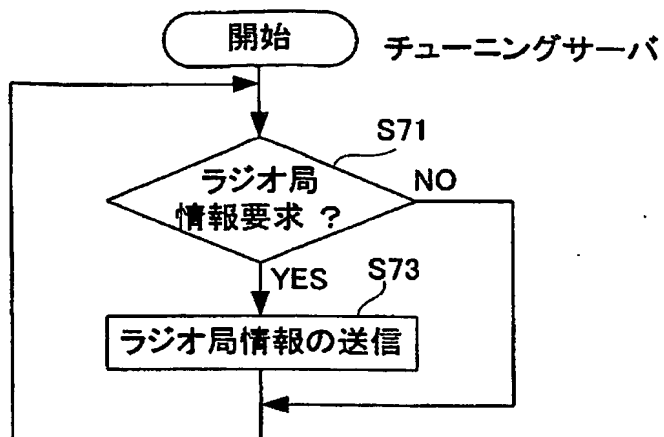 開始
チューニングサーバ
S71
ラジオ局
情報要求 ?
NO
YES
S73
ラジオ局情報の送信